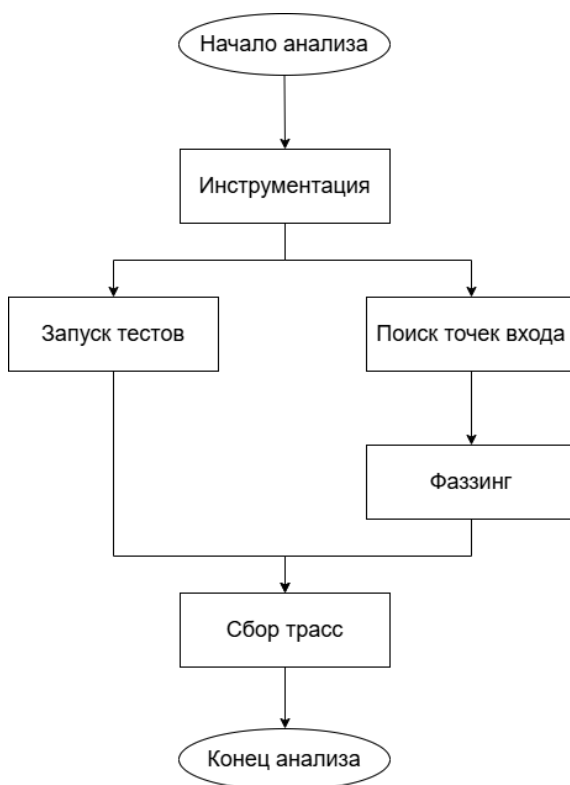 Начало анализа
Инструментация
Запуск тестов
Поиск точек входа
Фаззинг
Сбор трасс
Конец анализа